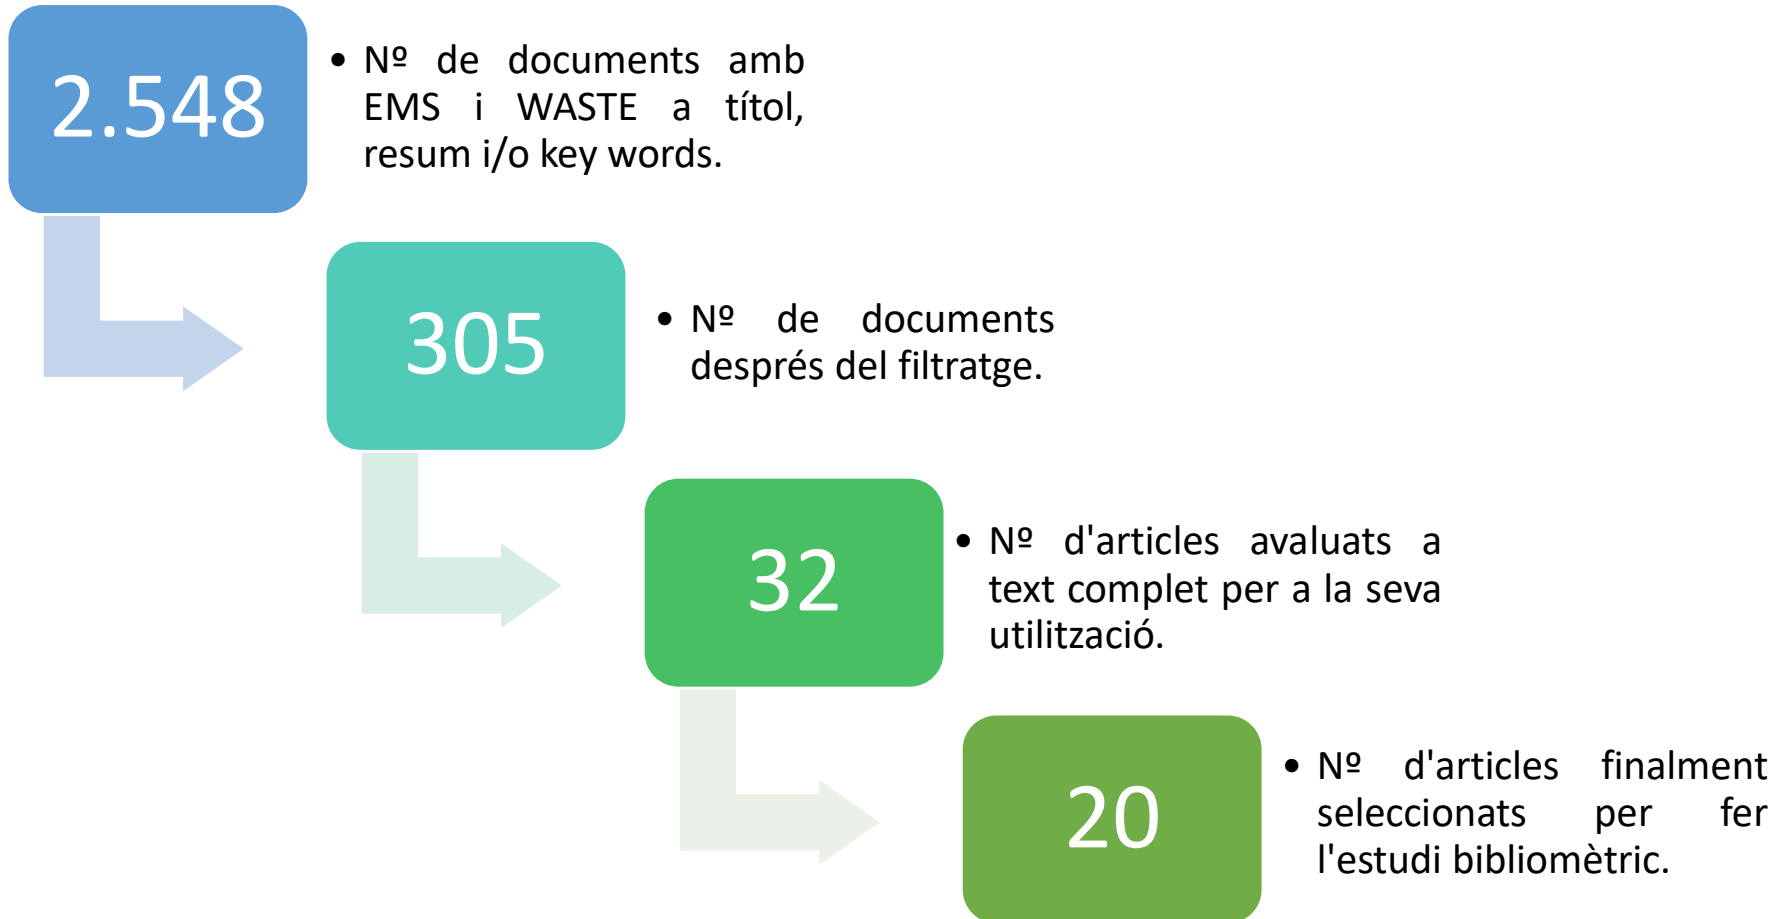 2.548
• Nº de documents amb
EMS i WASTE a títol,
resum i/o key words.
305
• Nº de documents
després del filtratge.
32
• Nº d'articles avaluats a
text complet per a la seva
utilització.
20
• Nº d'articles finalment
seleccionats per fer
l'estudi bibliomètric.